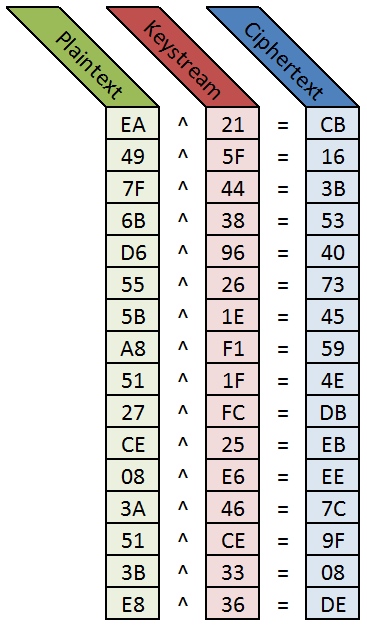 Plaintext Keystream Ciphertext
EA ^ 21 = CB
49 ^ 5F = 16
7F ^ 44 = 3B
6B ^ 38 = 53
D6 ^ 96 = 40
55 ^ 26 = 73
5B ^ 1E = 45
A8 ^ F1 = 59
51 ^ 1F = 4E
27 ^ FC = DB
CE ^ 25 = EB
08 ^ E6 = EE
3A ^ 46 = 7C
51 ^ CE = 9F
3B ^ 33 = 08
E8 ^ 36 = DE